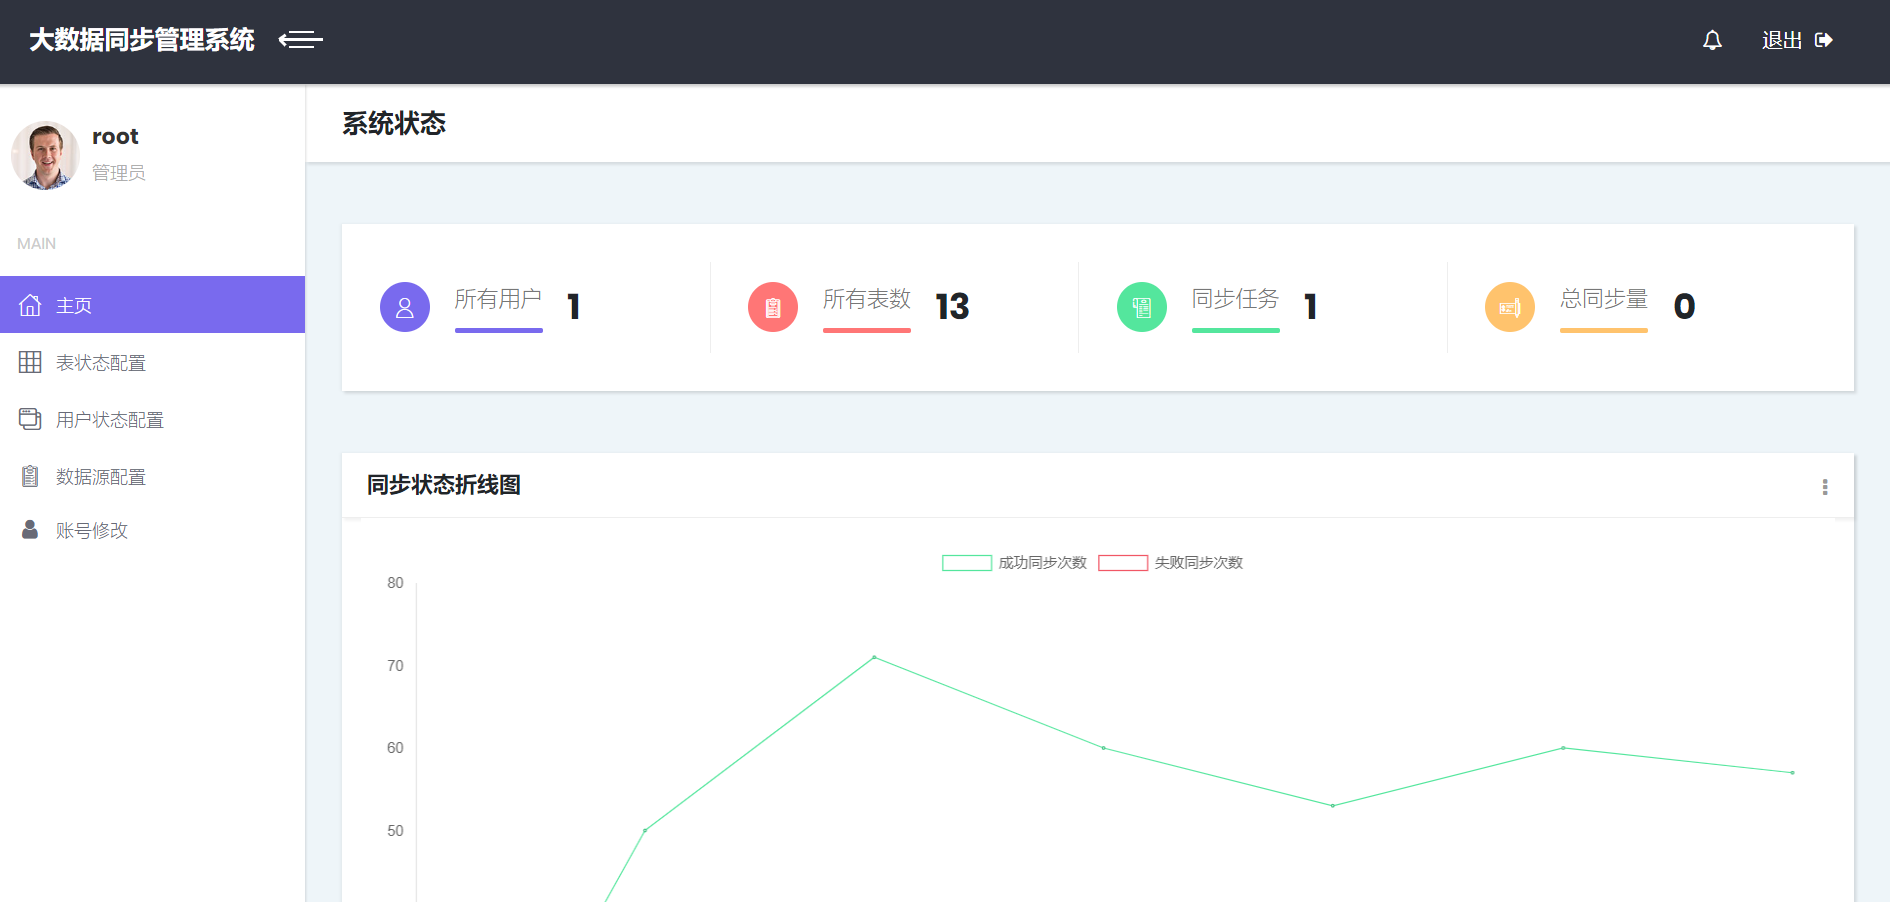 大数据同步管理系统
退出
root
管理员
MAIN
主页
表状态配置
用户状态配置
数据源配置
账号修改
系统状态
所有用户 1
所有表数 13
同步任务 1
总同步量 0
同步状态折线图
成功同步次数 失败同步次数
80
70
60
50